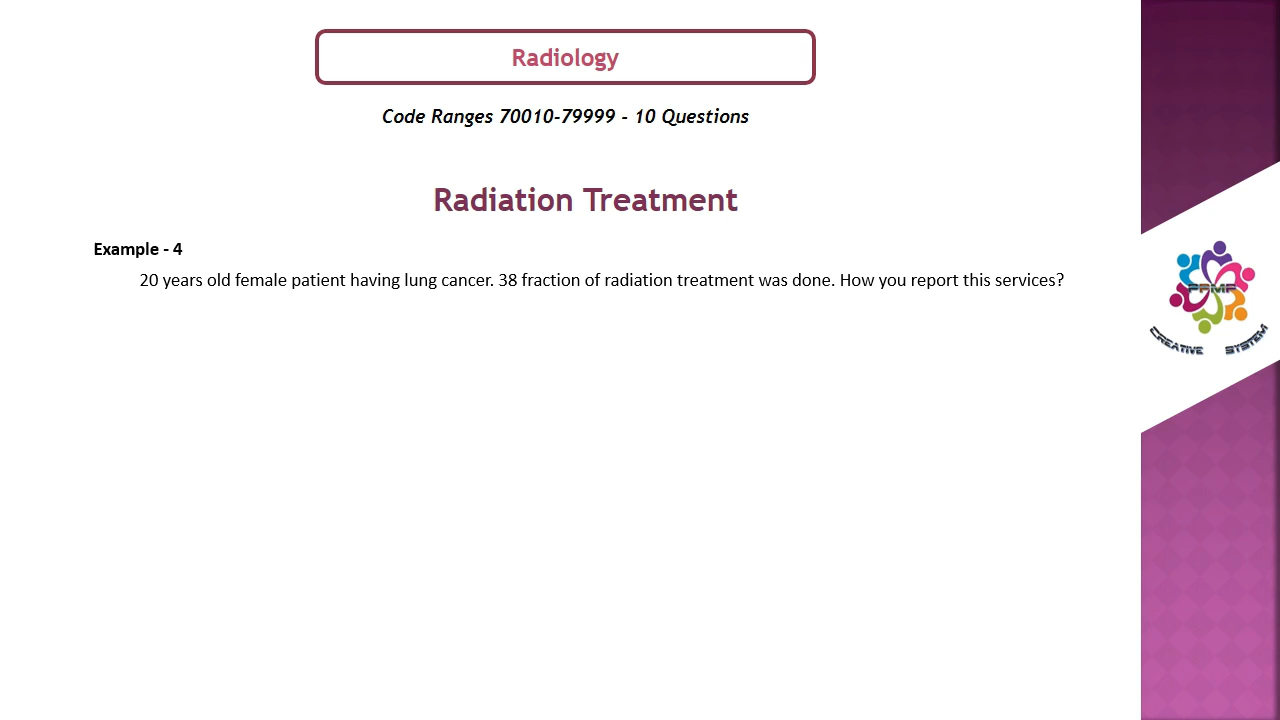 Radiology
Code Ranges 70010-79999 - 10 Questions
Radiation Treatment
Example - 4
20 years old female patient having lung cancer. 38 fraction of radiation treatment was done. How you report this services?
CREATIVE SYSTEM